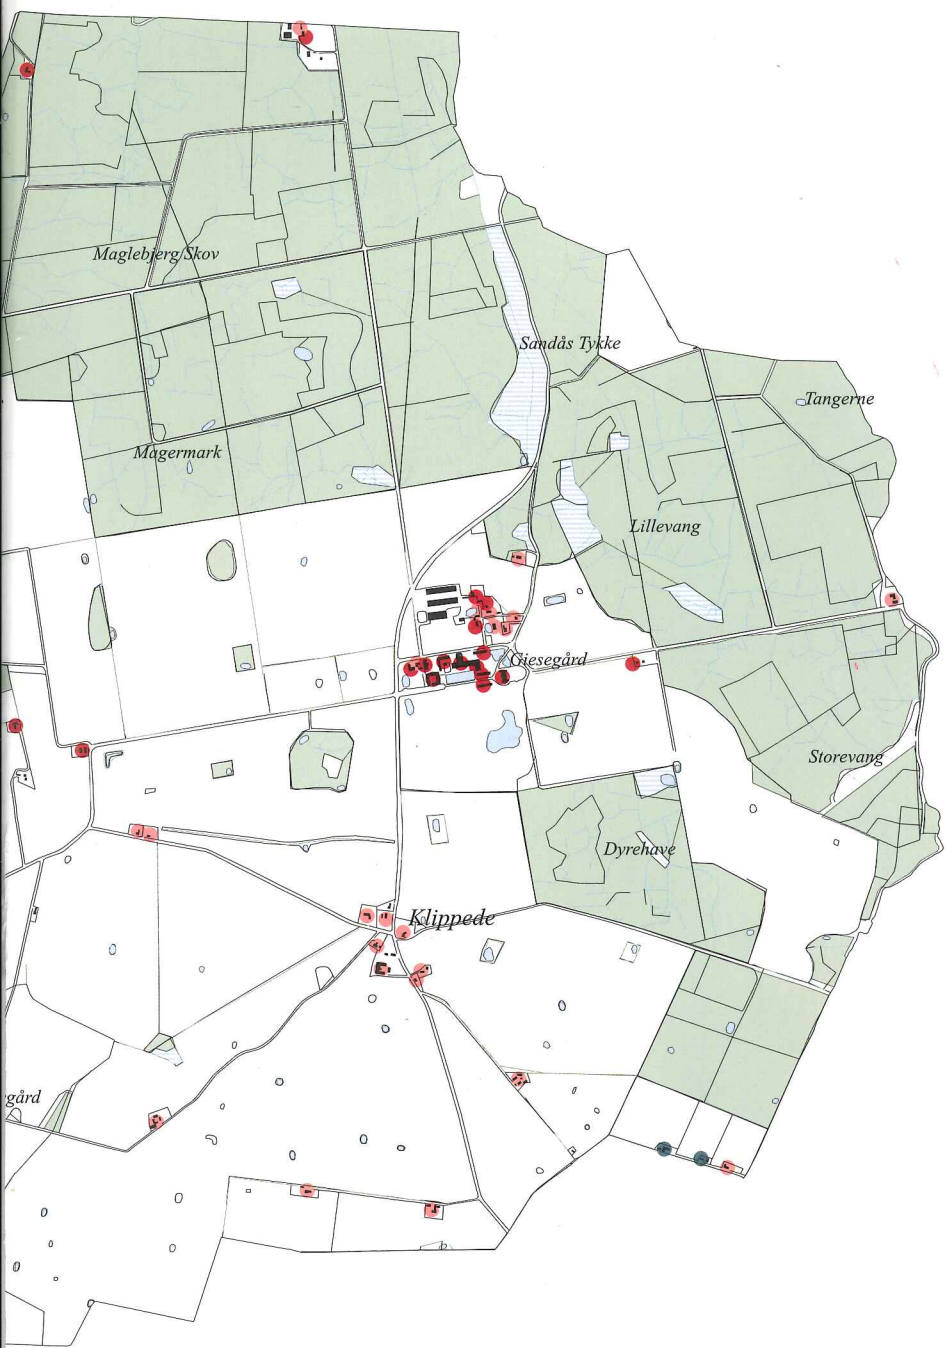 Maglebjerg Skov
Sandås Tykke
Tangerne
Magermark
Lillevang
Giesegård
Storevang
Dyrehave
Klippede
gård